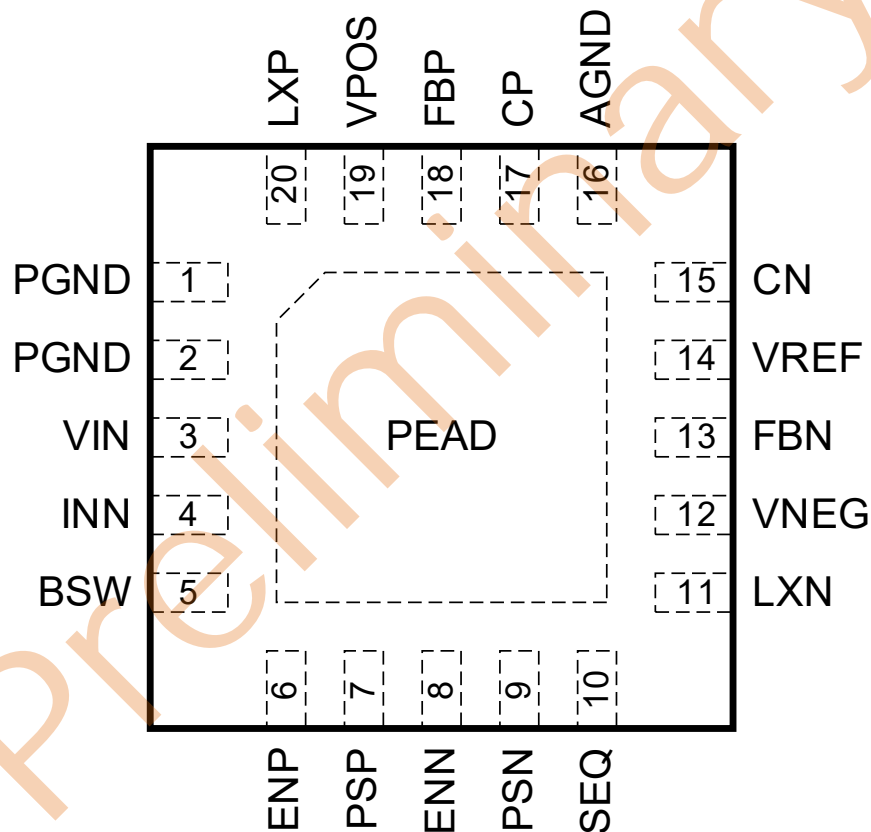 LXP VPOS FBP CP AGND
20 19 18 17 16
PGND 1
PGND 2
VIN 3
INN 4
BSW 5
PEAD
15 CN
14 VREF
13 FBN
12 VNEG
11 LXN
6 7 8 9 10
ENP PSP ENN PSN SEQ
Preliminary